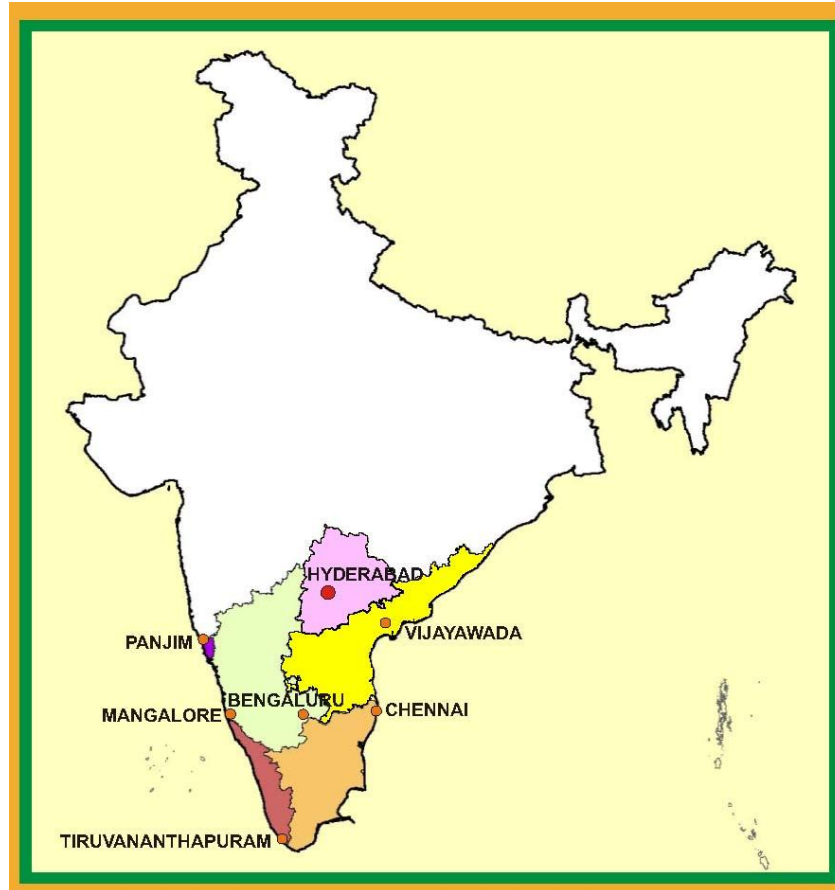 HYDERABAD
PANJIM
VIJAYAWADA
BENGALURU
MANGALORE
CHENNAI
TIRUVANANTHAPURAM